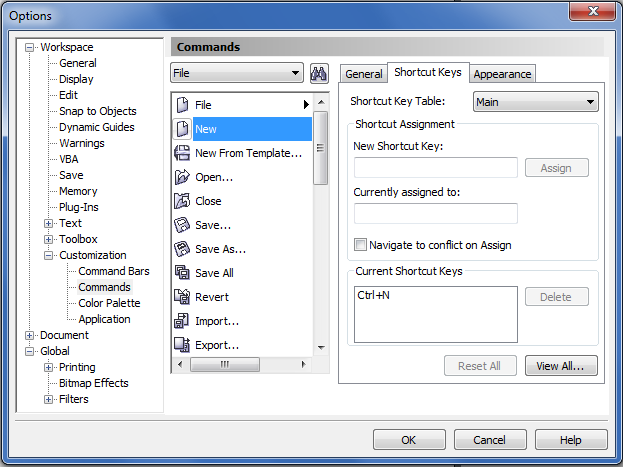 Options
Workspace
General
Display
Edit
Snap to Objects
Dynamic Guides
Warnings
VBA
Save
Memory
Plug-Ins
Text
Toolbox
Customization
Command Bars
Commands
Color Palette
Application
Document
Global
Printing
Bitmap Effects
Filters
Commands
File
File
New
New From Template...
Open...
Close
Save...
Save As...
Save All
Revert
Import...
Export...
General Shortcut Keys Appearance
Shortcut Key Table: Main
Shortcut Assignment
New Shortcut Key:
Assign
Currently assigned to:
Navigate to conflict on Assign
Current Shortcut Keys
Ctrl+N
Delete
Reset All View All...
OK Cancel Help